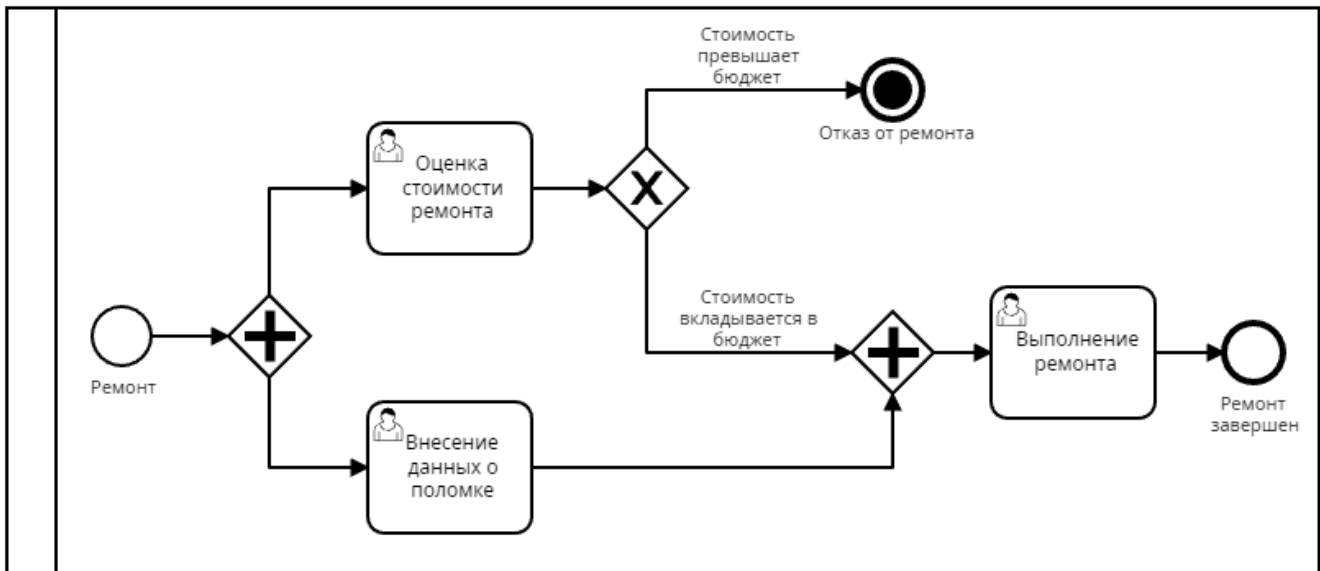 Стоимость
превышает
бюджет
Отказ от ремонта
Оценка
стоимости
ремонта
X
Стоимость
вкладывается в
бюджет
Ремонт
Выполнение
ремонта
Ремонт
завершен
Внесение
данных о
поломке